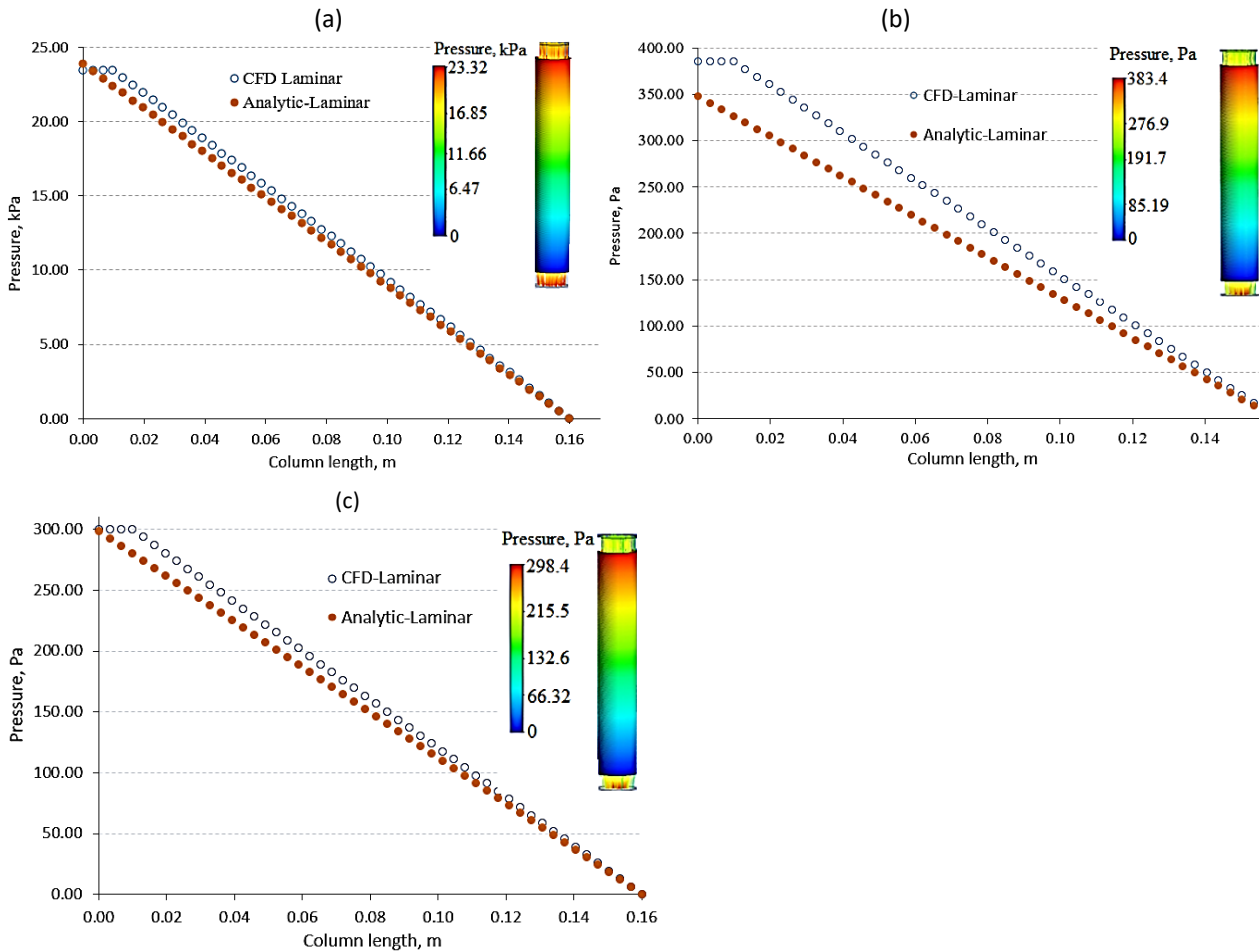 (a)
25.00
20.00
15.00
10.00
5.00
0.00
Pressure, kPa
0.00 0.02 0.04 0.06 0.08 0.10 0.12 0.14 0.16
Column length, m
CFD Laminar
Analytic-Laminar
Pressure, kPa
23.32
16.85
11.66
6.47
0
(b)
400.00
350.00
300.00
250.00
200.00
150.00
100.00
50.00
0.00
Pressure, Pa
0.00 0.02 0.04 0.06 0.08 0.10 0.12 0.14
Column length, m
CFD-Laminar
Analytic-Laminar
Pressure, Pa
383.4
276.9
191.7
85.19
0
(c)
300.00
250.00
200.00
150.00
100.00
50.00
0.00
Pressure, Pa
0.00 0.02 0.04 0.06 0.08 0.10 0.12 0.14 0.16
Column length, m
CFD-Laminar
Analytic-Laminar
Pressure, Pa
298.4
215.5
132.6
66.32
0